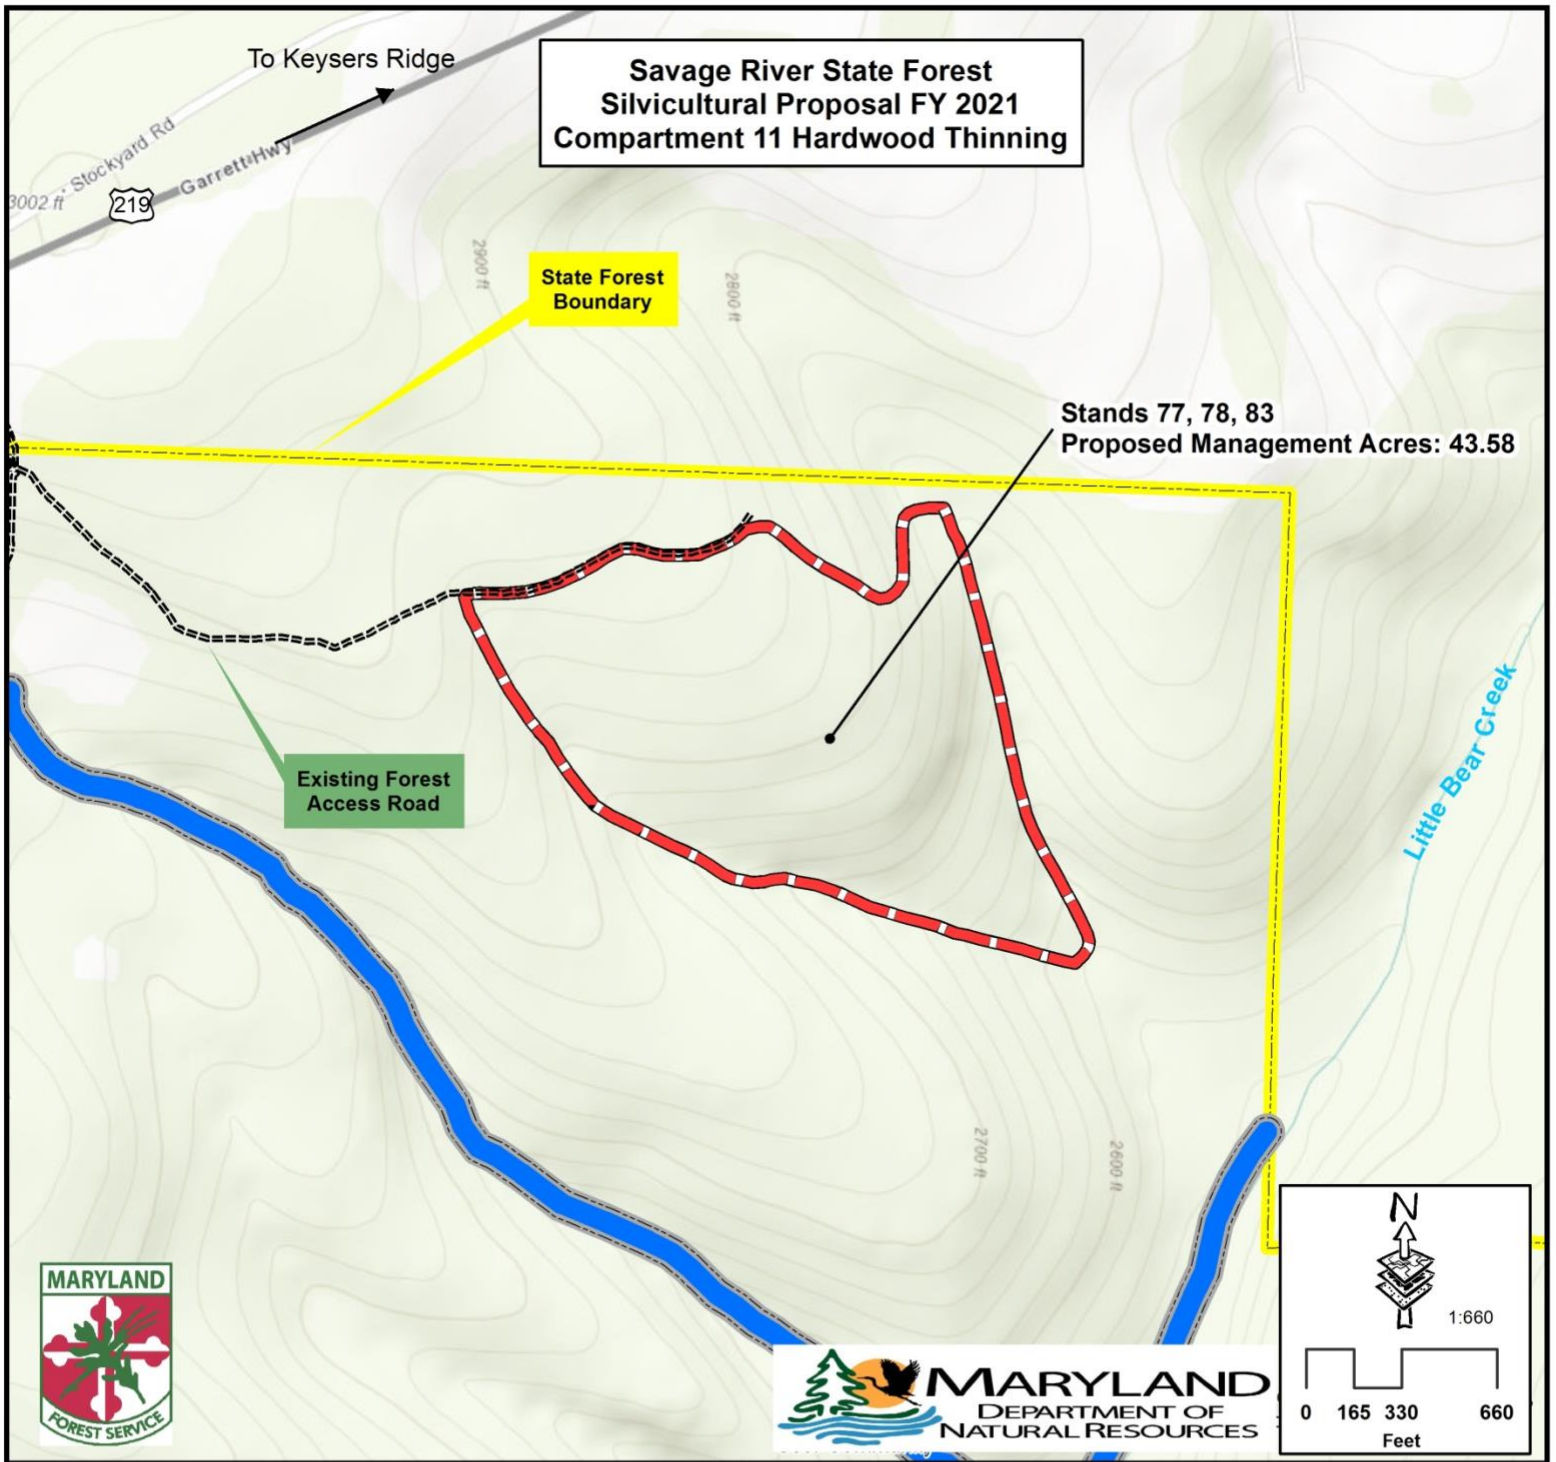 To Keysers Ridge
Savage River State Forest
Silvicultural Proposal FY 2021
Compartment 11 Hardwood Thinning
Stockyard Rd
Garrett Hwy
3002 ft
219
2900 ft
2800 ft
State Forest
Boundary
Stands 77, 78, 83
Proposed Management Acres: 43.58
Existing Forest
Access Road
Little Bear Creek
2700 ft
2600 ft
N
1:660
0 165 330 660
Feet
MARYLAND
FOREST SERVICE
MARYLAND
DEPARTMENT OF
NATURAL RESOURCES